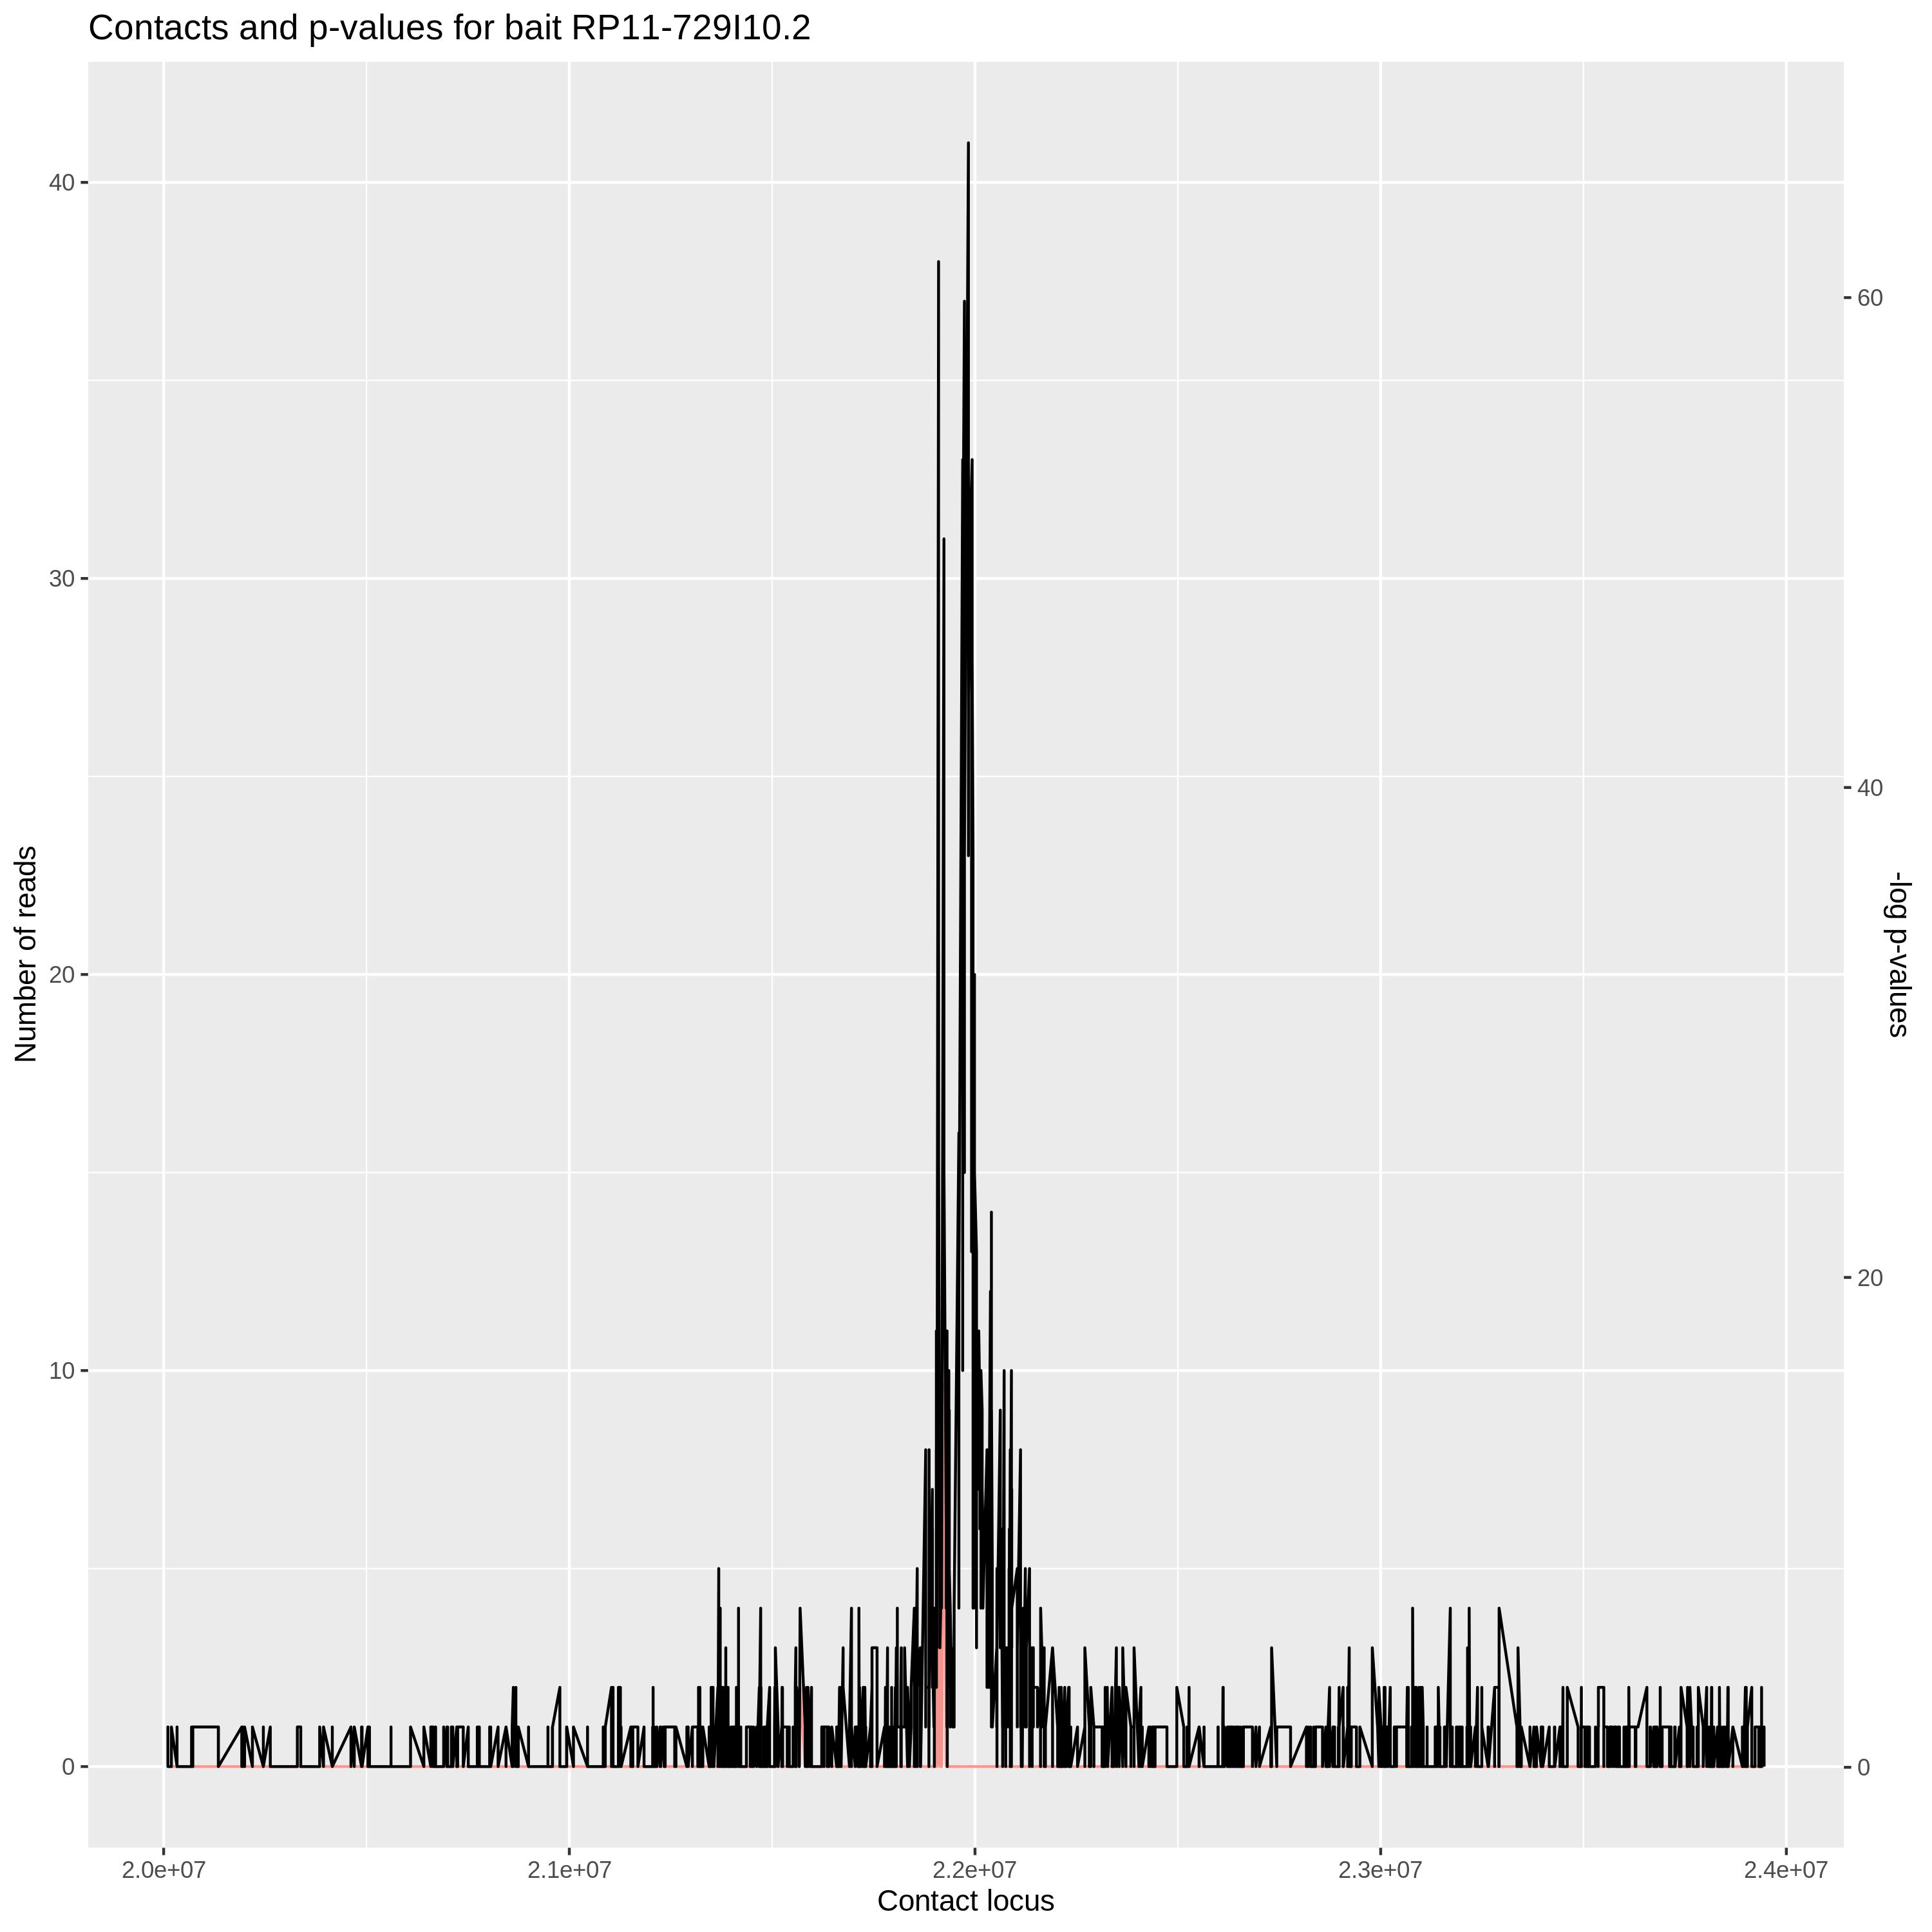 Contacts and p-values for bait RP11-729I10.2
40
30
20
10
0
Number of reads
60
40
20
0
-log p-values
2.0e+07
2.1e+07
2.2e+07
2.3e+07
2.4e+07
Contact locus